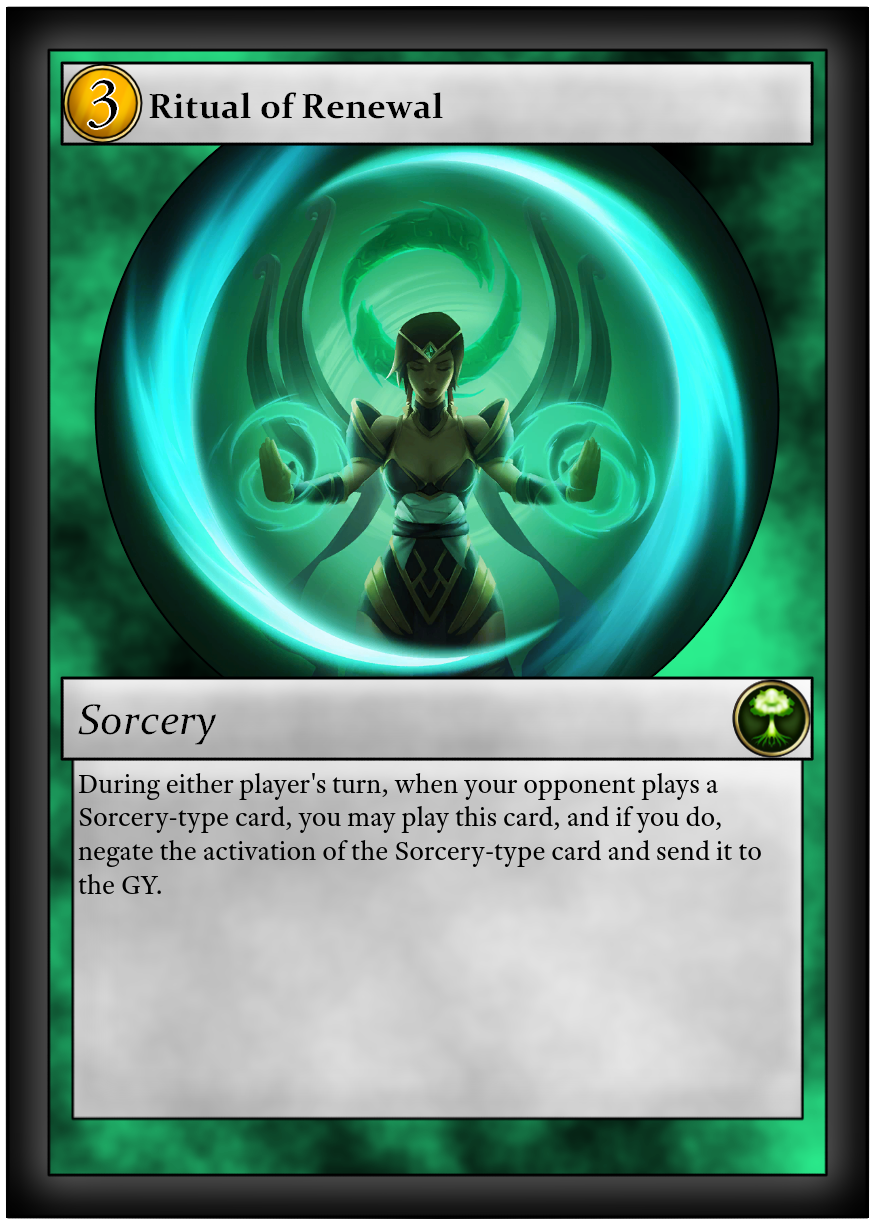 3 Ritual of Renewal
Sorcery
During either player's turn, when your opponent plays a
Sorcery-type card, you may play this card, and if you do,
negate the activation of the Sorcery-type card and send it to
the GY.